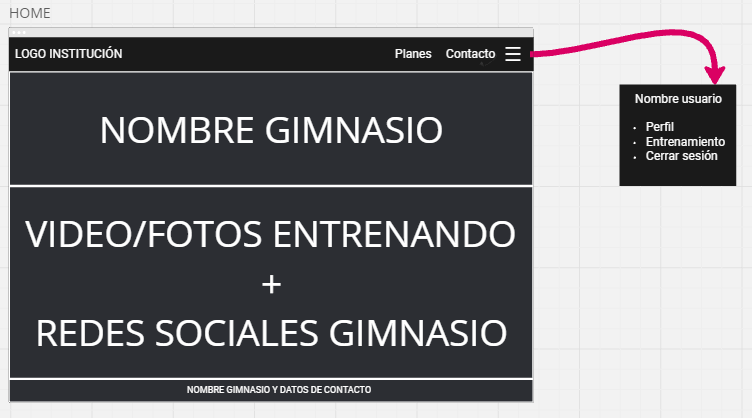 HOME
LOGO INSTITUCIÓN
Planes
Contacto
Nombre usuario
• Perfil
• Entrenamiento
• Cerrar sesión
NOMBRE GIMNASIO
VIDEO/FOTOS ENTRENANDO
+
REDES SOCIALES GIMNASIO
NOMBRE GIMNASIO Y DATOS DE CONTACTO